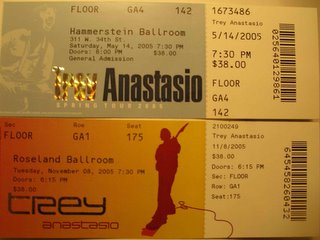 FLOOR GA4 142
Hammerstein Ballroom
311 W. 34th St.
Saturday, May 14, 2005 7:30 PM
Doors: 6:00 PM $38.00
General Admission
Trey Anastasio
SPRING TOUR 2005
1673486
Trey Anastasio
5/14/2005
7:30 PM
$38.00
FLOOR
GA4
142
025640129861
Sec Row Seat
FLOOR GA1 175
Roseland Ballroom
Tuesday, November 08, 2005 7:30 PM
Doors: 6:15 PM
$38.00
trey
anastasio
2100249
Trey Anastasio
11/8/2005
$38.00
Doors: 6:15 PM
Sec: FLOOR
Row: GA1
Seat:175
645458260432